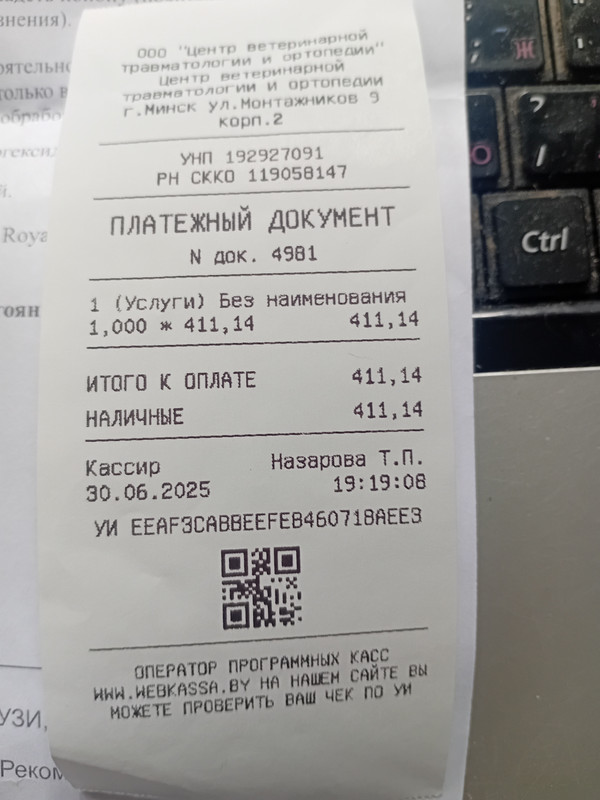 ООО "Центр ветеринарной
травматологии и ортопедии"
Центр ветеринарной
травматологии и ортопедии
г.Минск ул.Монтажников 9
корп.2
УНП 192927091
РН СККО 119058147
ПЛАТЕЖНЫЙ ДОКУМЕНТ
N док. 4981
1 (Услуги) Без наименования
1,000 * 411,14 411,14
ИТОГО К ОПЛАТЕ 411,14
НАЛИЧНЫЕ 411,14
Кассир Назарова Т.П.
30.06.2025 19:19:08
УИ EEAF3CABBEEFEB460718AEE3
ОПЕРАТОР ПРОГРАММНЫХ КАСС
WWW.WEBKASSA.BY НА НАШЕМ САЙТЕ ВЫ
МОЖЕТЕ ПРОВЕРИТЬ ВАШ ЧЕК ПО УИ
внения).
только в
Roya
УЗИ,
Реком
Ж
?
/
Ctrl